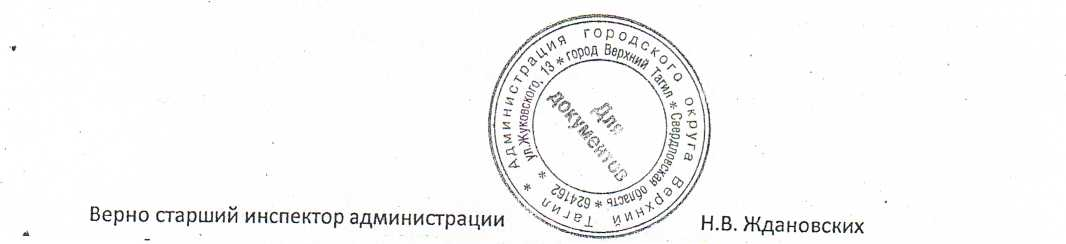 * Администрация городского округа Верхний Тагил
* ул.Жуковского, 13 * город Верхний Тагил * Свердловская область * 624162
Для
документов
Верно старший инспектор администрации Н.В. Ждановских